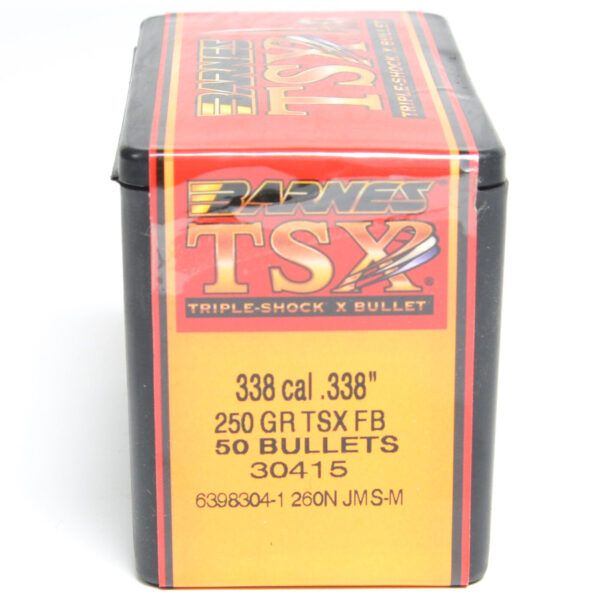 BARNES
TSX
TRIPLE-SHOCK X BULLET
BARNES
TSX®
TRIPLE-SHOCK X BULLET
338 cal .338"
250 GR TSX FB
50 BULLETS
30415
6398304-1 260N JMS-M